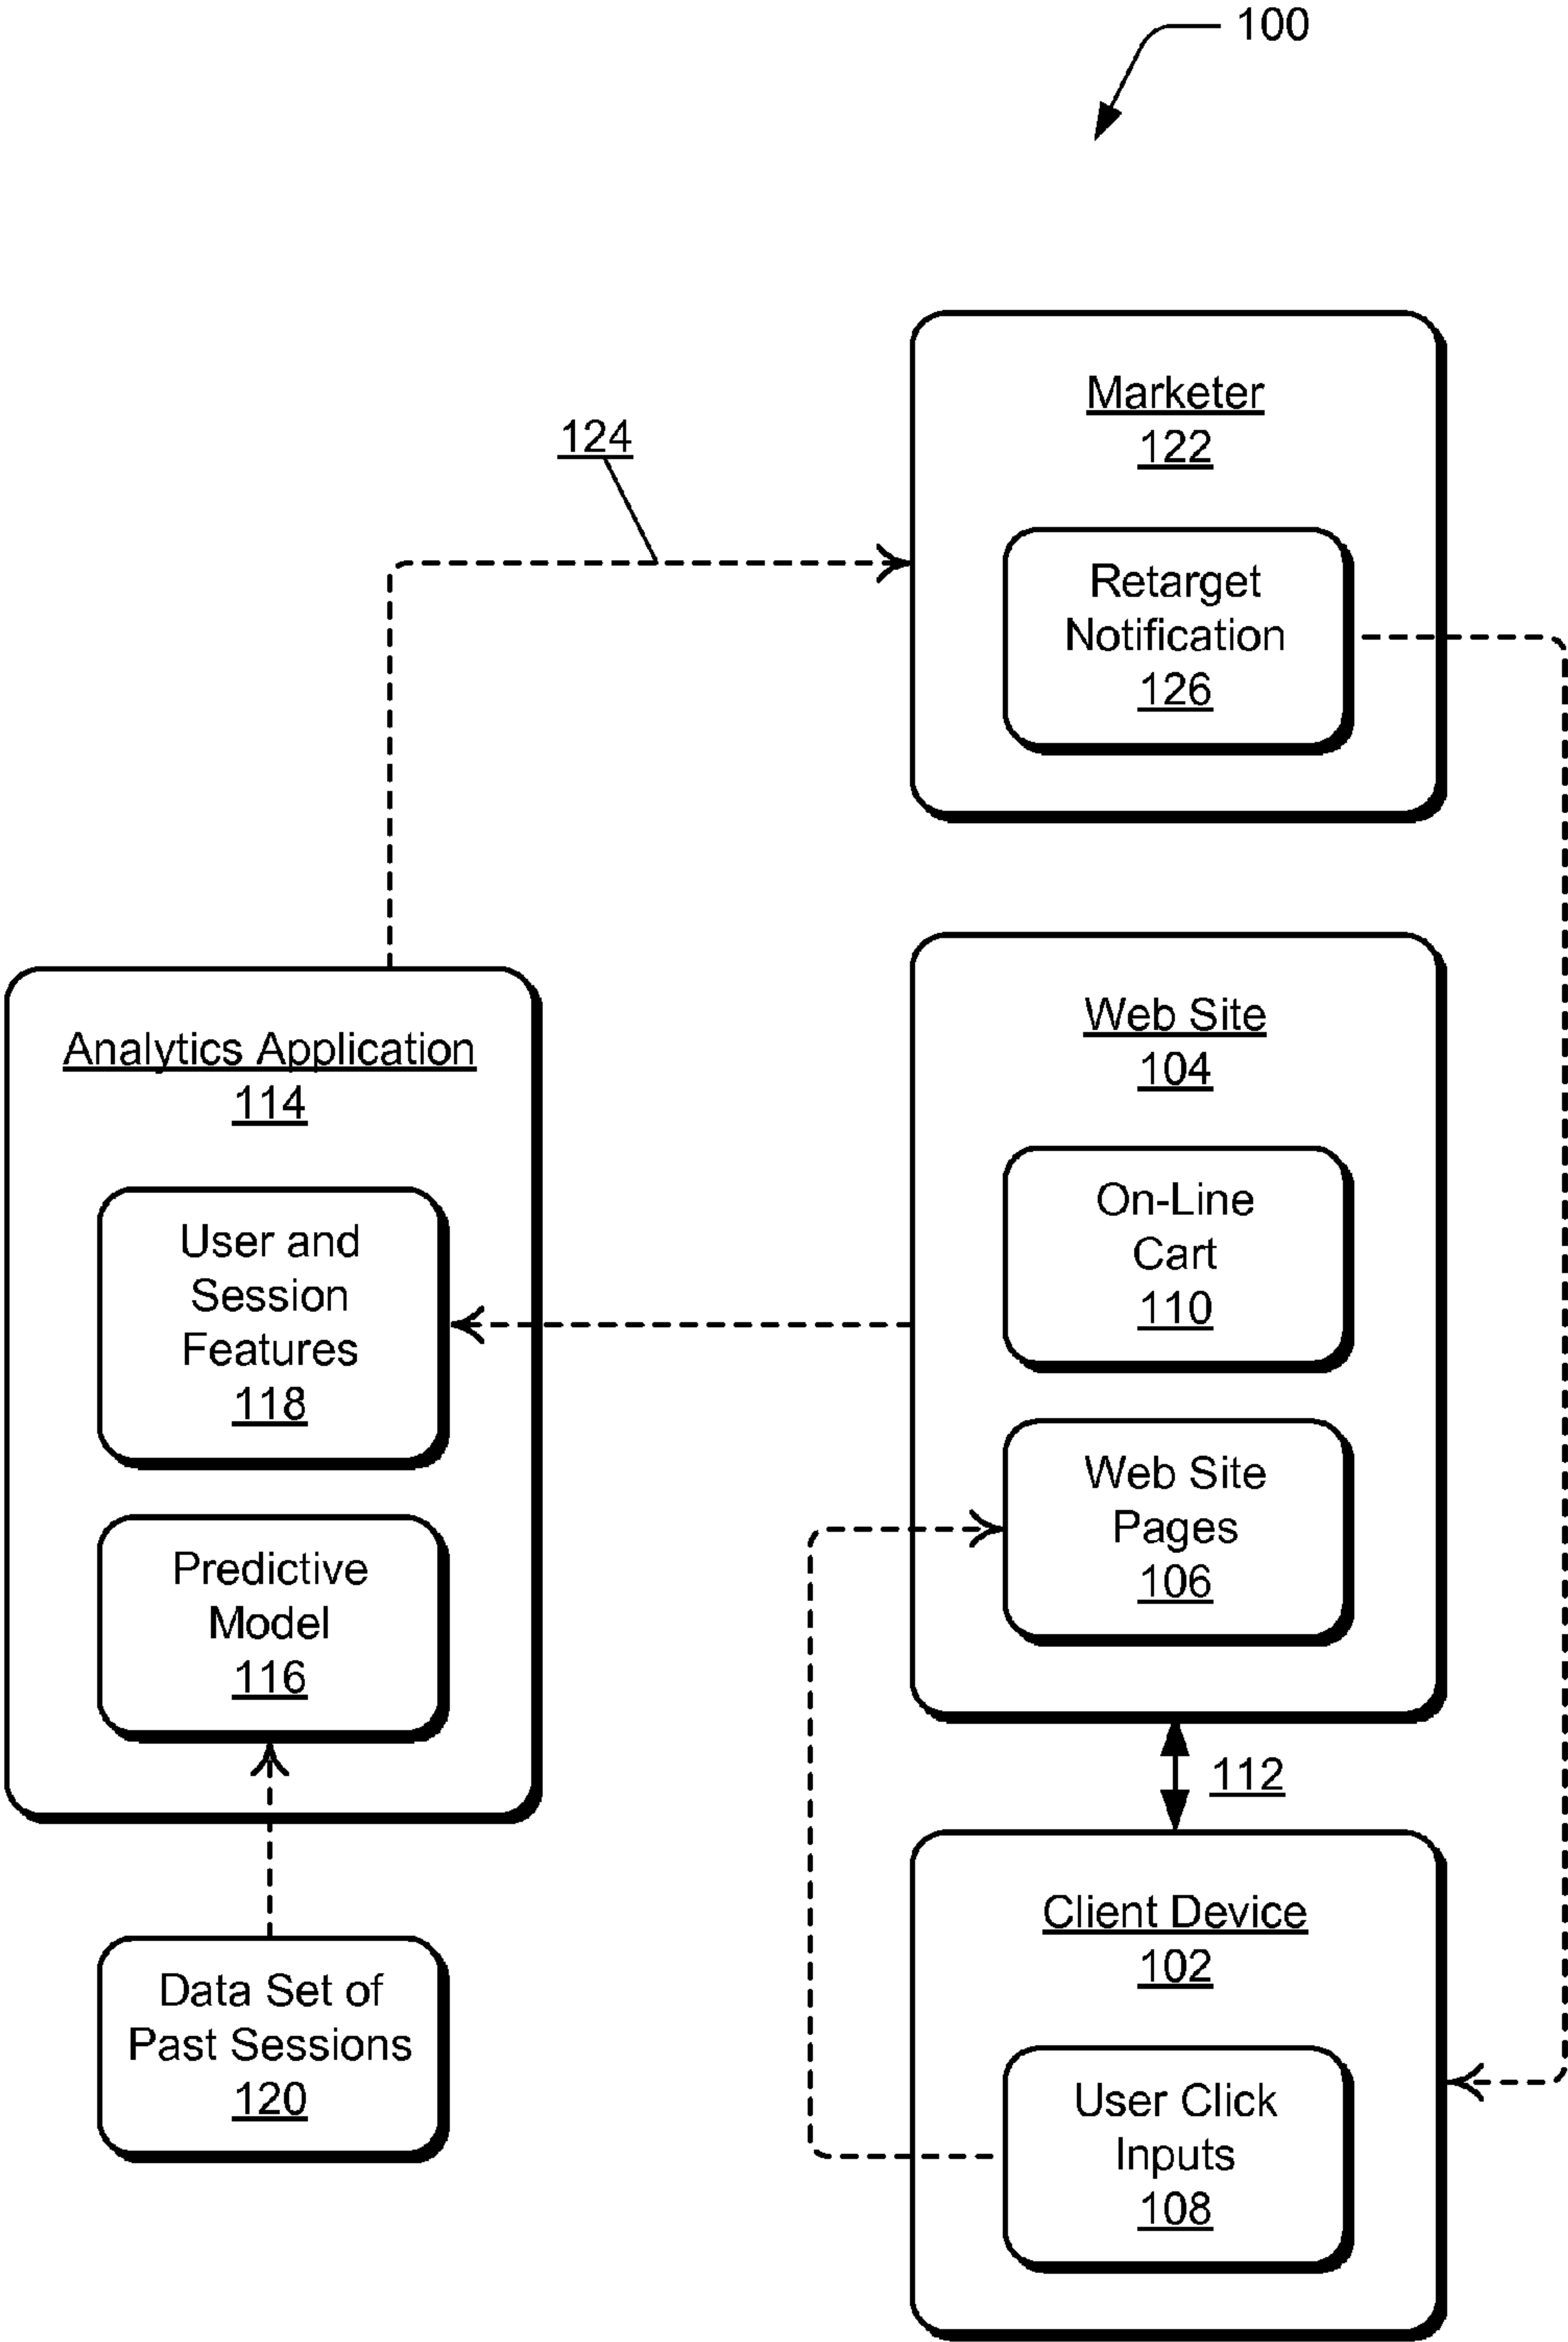 100
Marketer
122
124
Retarget
Notification
126
Analytics Application
114
User and
Session
Features
118
Predictive
Model
116
Data Set of
Past Sessions
120
Web Site
104
On-Line
Cart
110
Web Site
Pages
106
112
Client Device
102
User Click
Inputs
108